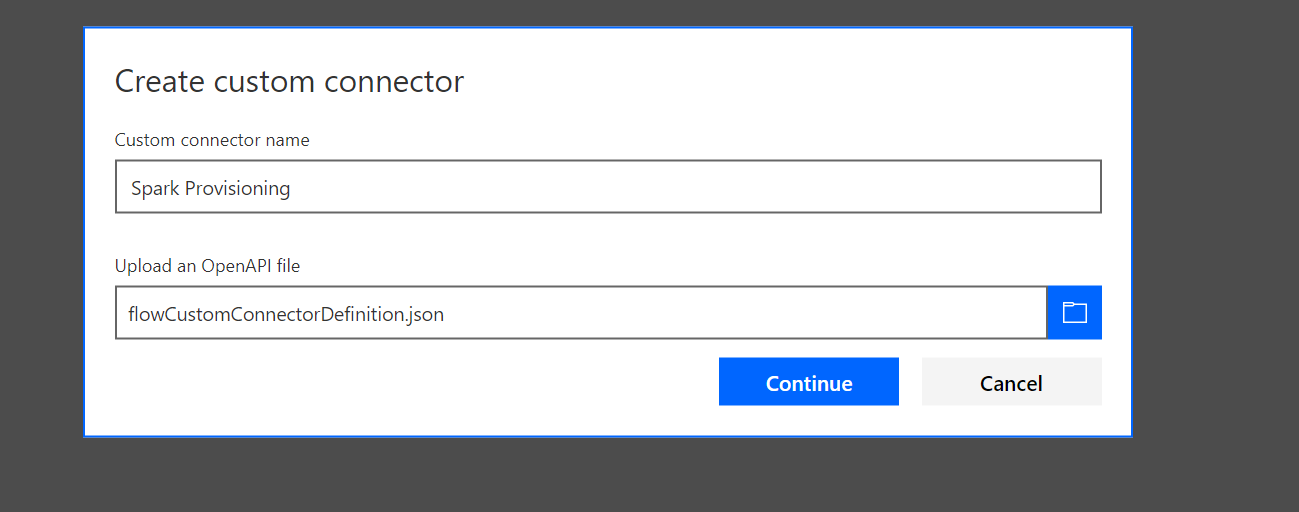 Create custom connector
Custom connector name
Spark Provisioning
Upload an OpenAPI file
flowCustomConnectorDefinition.json
Continue
Cancel